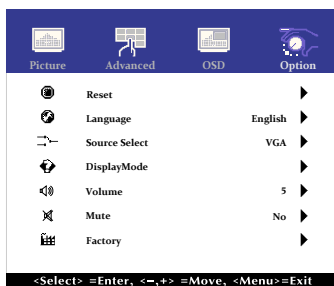 Picture Advanced OSD Option
Reset
Language English
Source Select VGA
DisplayMode
Volume 5
Mute No
Factory
<Select> =Enter, <−,+> =Move, <Menu>=Exit